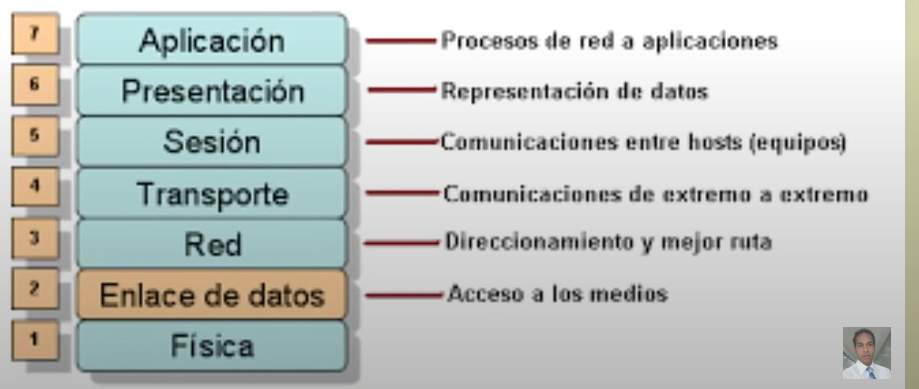 7 Aplicación Procesos de red a aplicaciones
6 Presentación Representación de datos
5 Sesión Comunicaciones entre hosts (equipos)
4 Transporte Comunicaciones de extremo a extremo
3 Red Direccionamiento y mejor ruta
2 Enlace de datos Acceso a los medios
1 Física